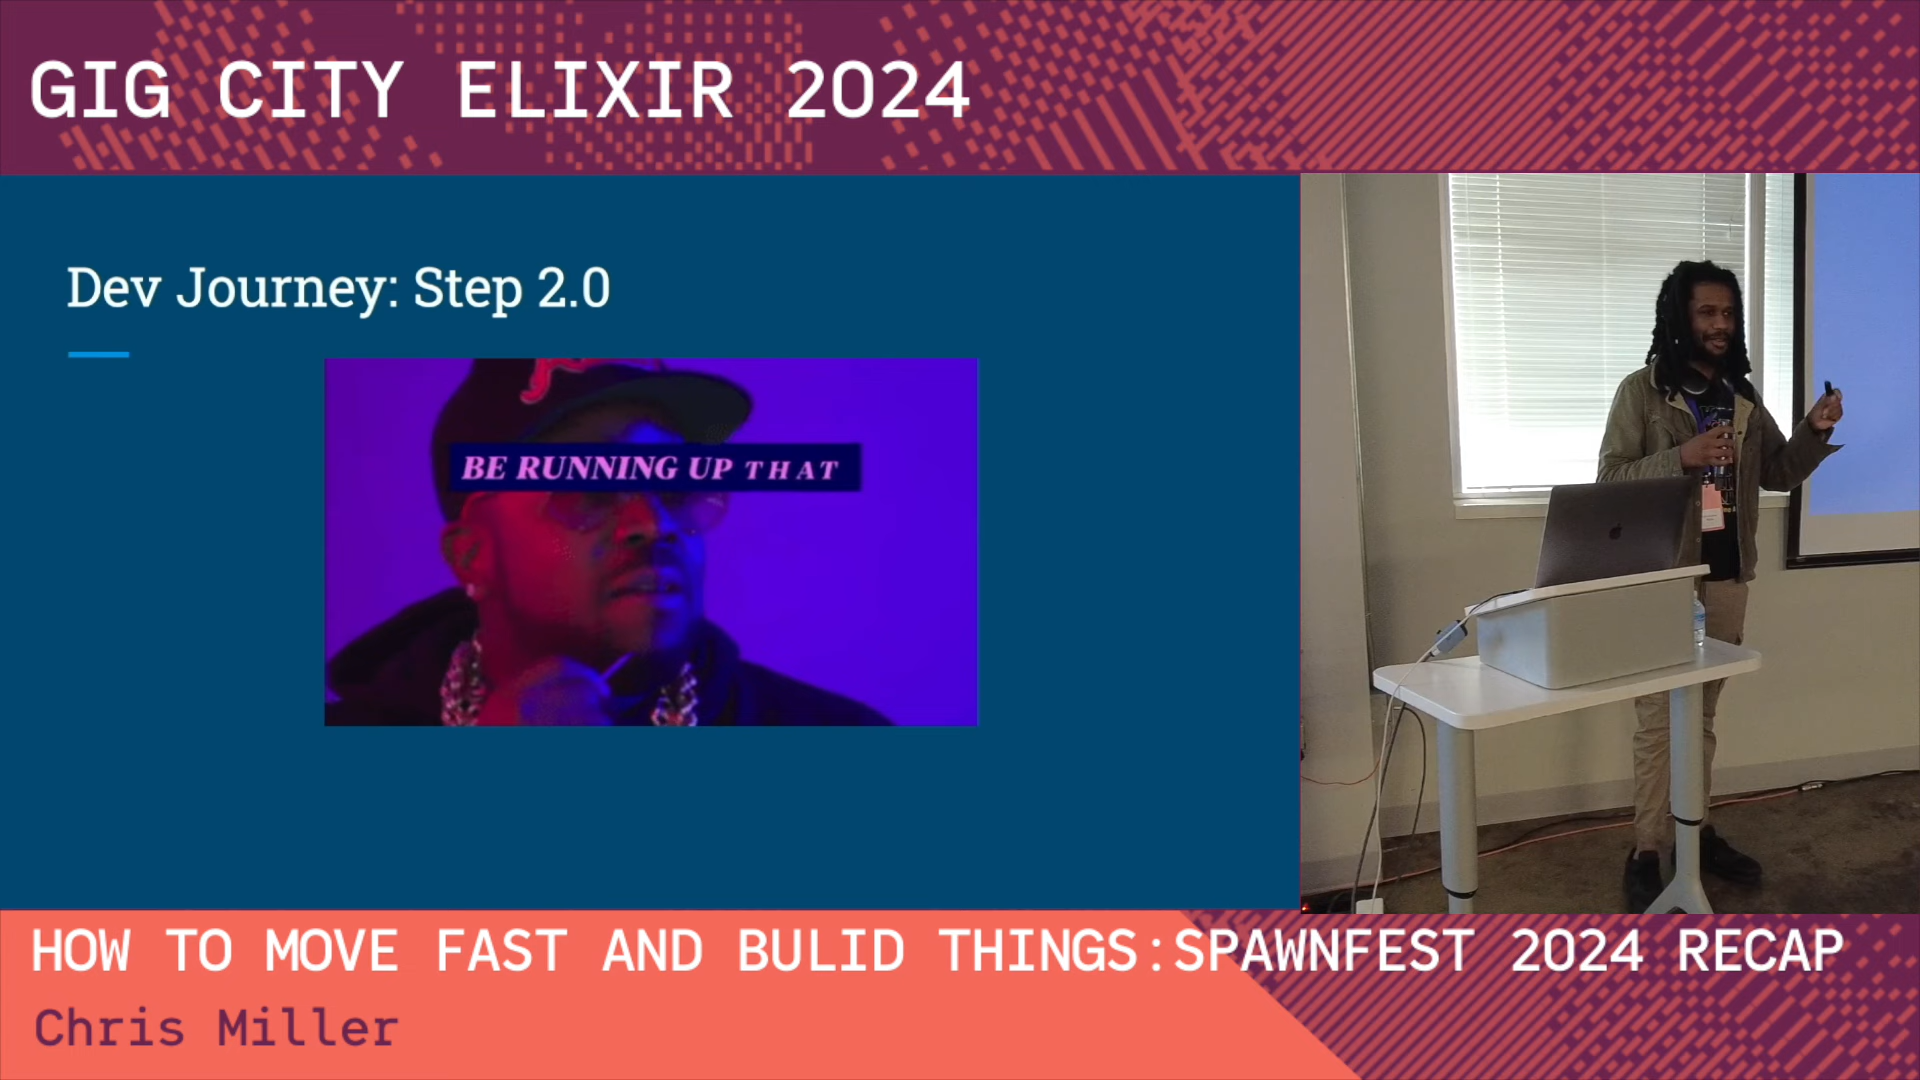 GIG CITY ELIXIR 2024
Dev Journey: Step 2.0
BE RUNNING UP THAT
HOW TO MOVE FAST AND BULID THINGS:SPAWNFEST 2024 RECAP
Chris Miller